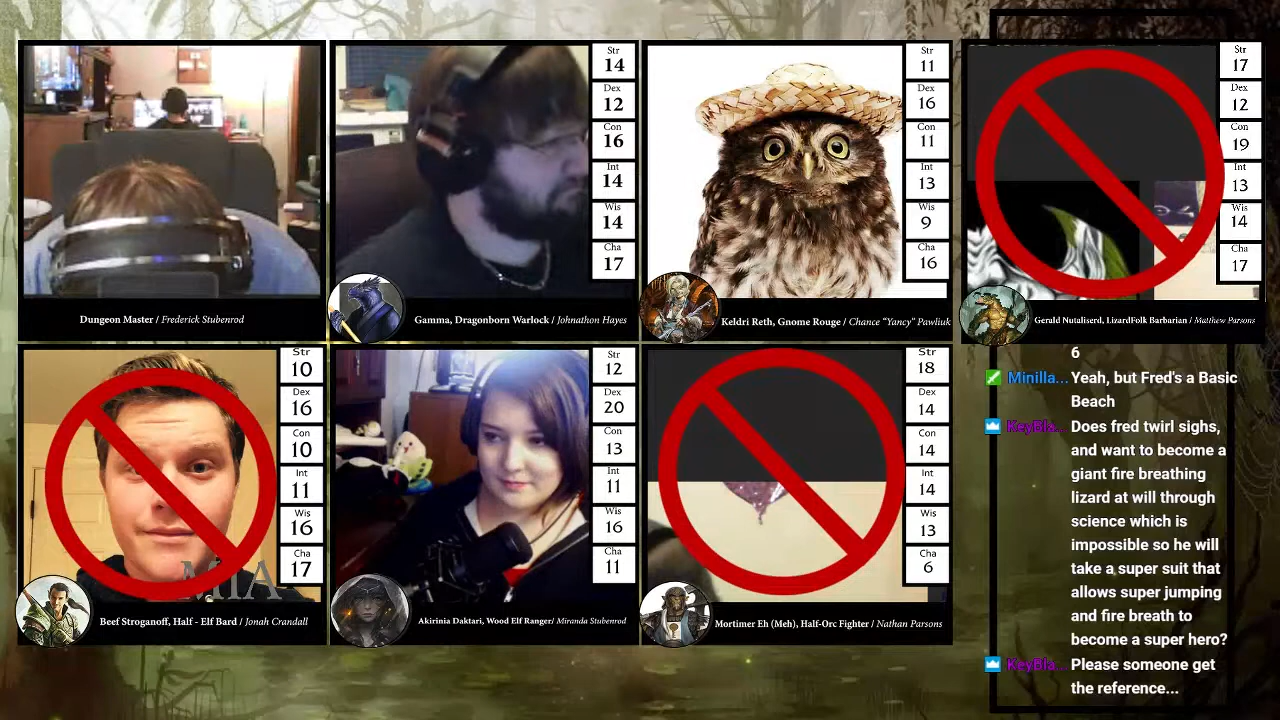 Str
14
Dex
12
Con
16
Int
14
Wis
14
Cha
17
Str
11
Dex
16
Con
11
Int
13
Wis
9
Cha
16
Str
17
Dex
12
Con
19
Int
13
Wis
14
Cha
17
Dungeon Master / Frederick Stubenrod
Gamma, Dragonborn Warlock / Johnathon Hayes
Keldri Reth, Gnome Rouge / Chance "Yancy" Pawliuk
Gerald Nutaliserd, LizardFolk Barbarian / Matthew Parsons
Str
10
Dex
16
Con
10
Int
11
Wis
16
Cha
17
MIA
Str
12
Dex
20
Con
13
Int
11
Wis
16
Cha
11
Str
18
Dex
14
Con
14
Int
14
Wis
13
Cha
6
Beef Stroganoff, Half - Elf Bard / Jonah Crandall
Akirinia Daktari, Wood Elf Ranger/ Miranda Stubenrod
Mortimer Eh (Meh), Half-Orc Fighter / Nathan Parsons
6
Minilla... Yeah, but Fred's a Basic
Beach
KeyBla... Does fred twirl sighs,
and want to become a
giant fire breathing
lizard at will through
science which is
impossible so he will
take a super suit that
allows super jumping
and fire breath to
become a super hero?
KeyBla... Please someone get
the reference...